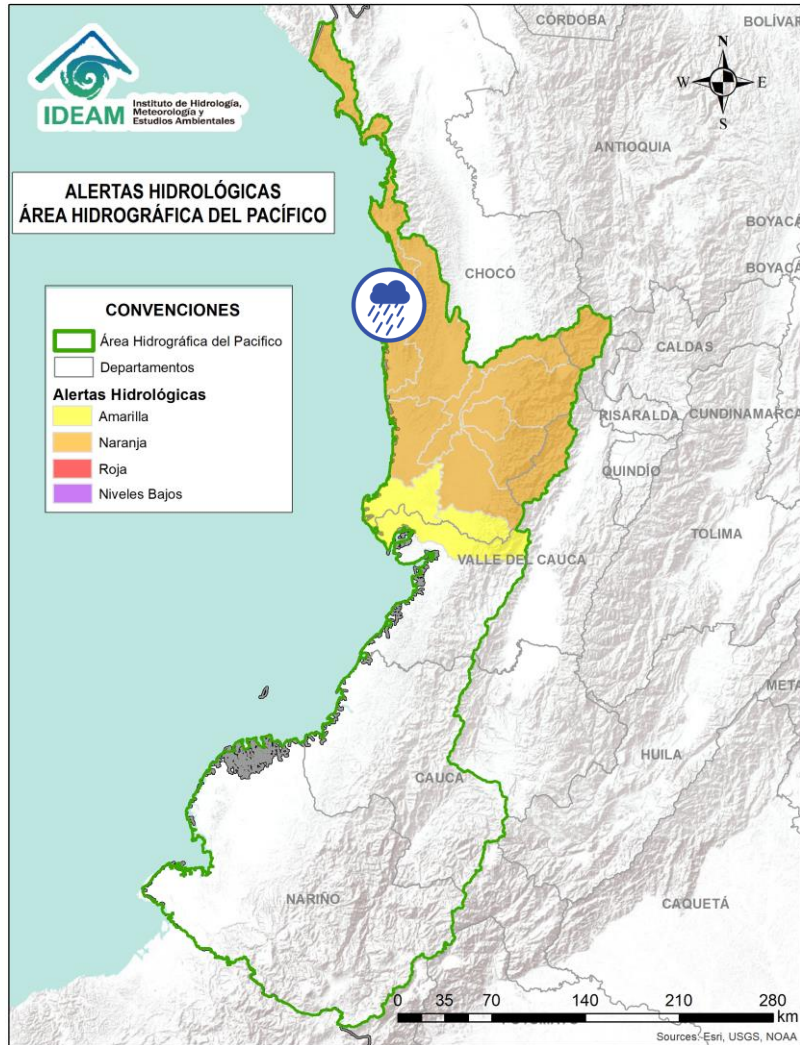 IDEAM
Instituto de Hidrología,
Meteorología y
Estudios Ambientales
ALERTAS HIDROLÓGICAS
ÁREA HIDROGRÁFICA DEL PACÍFICO
CONVENCIONES
Área Hidrográfica del Pacifico
Departamentos
Alertas Hidrológicas
Amarilla
Naranja
Roja
Niveles Bajos
N
W E
S
CÓRDOBA
BOLÍVAR
ANTIOQUIA
BOYACÁ
BOYACÁ
CHOCÓ
CALDAS
RISARALDA
CUNDINAMARCA
QUINDÍO
TOLIMA
VALLE DEL CAUCA
META
HUILA
CAUCA
NARIÑO
CAQUETÁ
0 35 70 140 210 280
km
Sources: Esri, USGS, NOAA